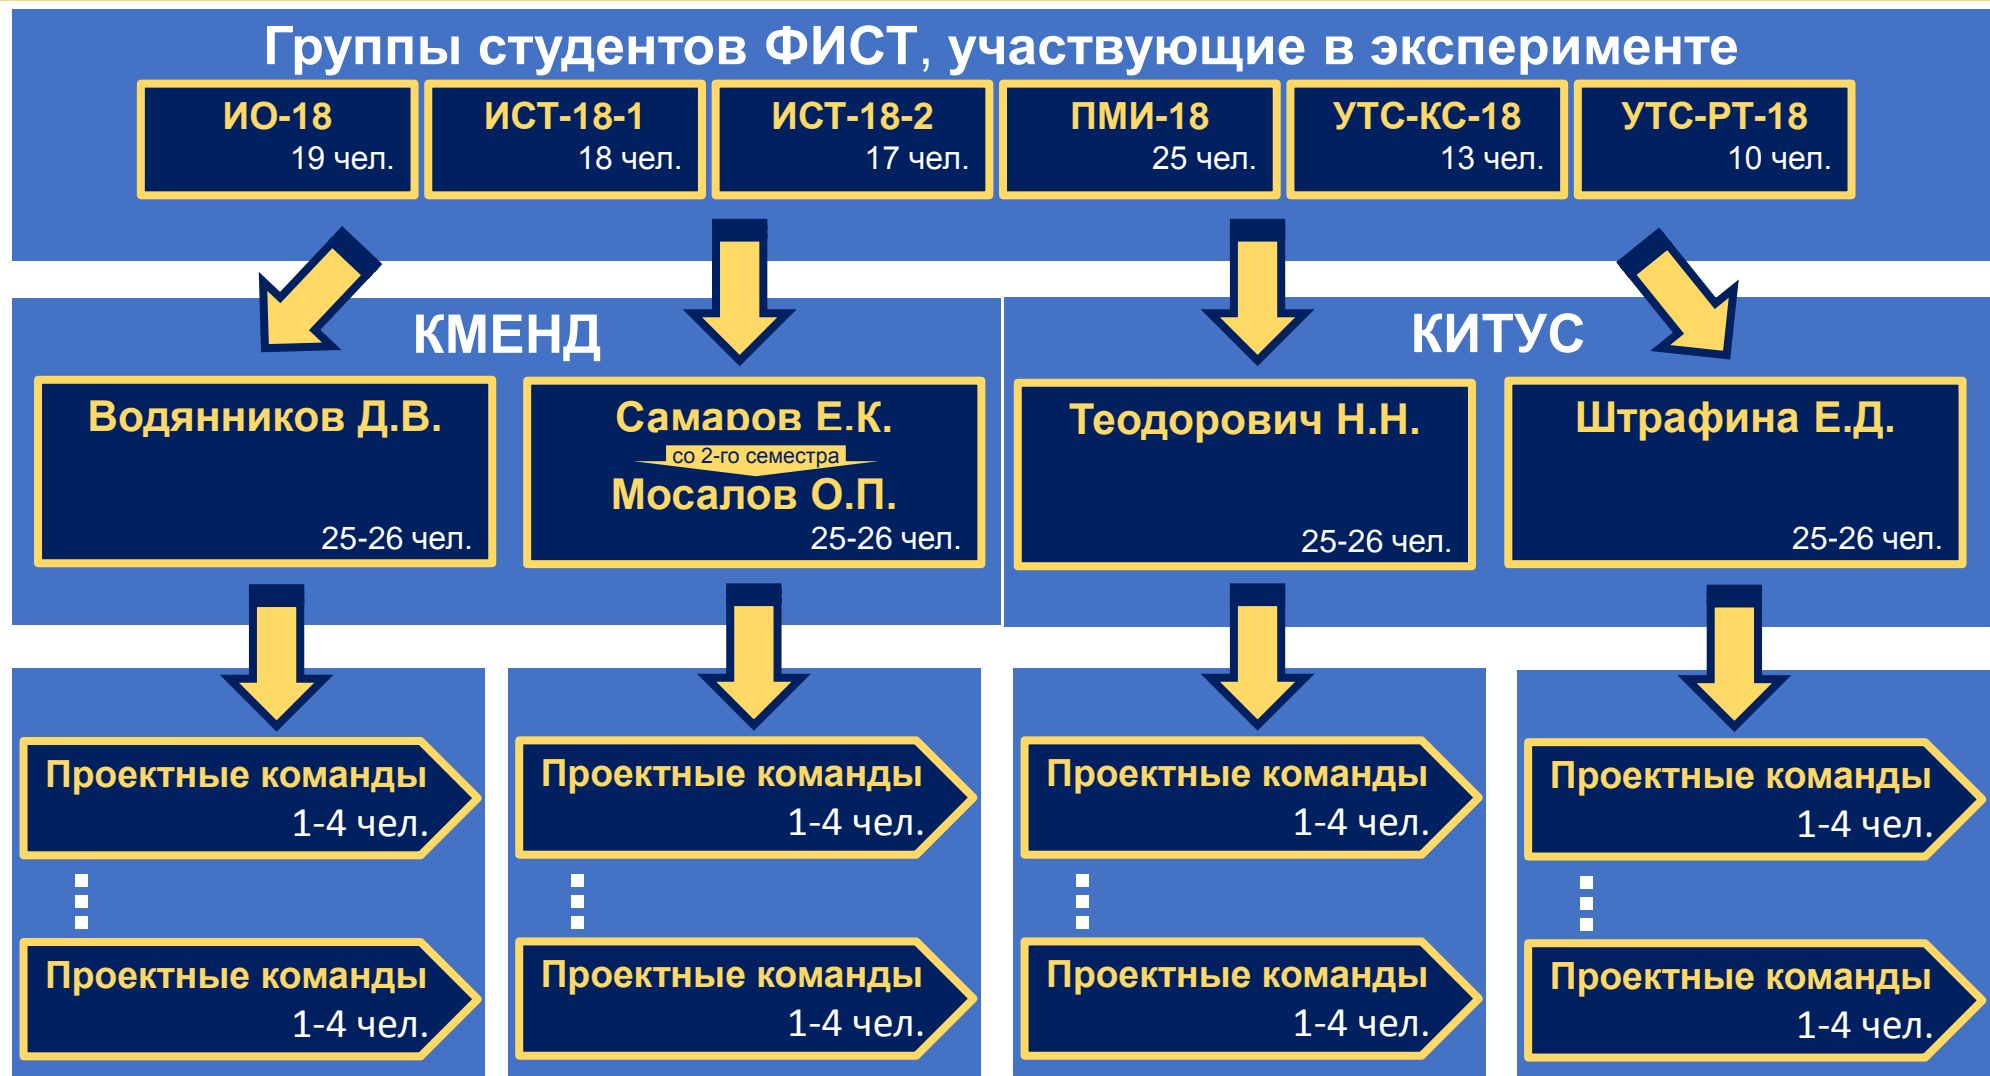 Группы студентов ФИСТ, участвующие в эксперименте
ИО-18
19 чел.
ИСТ-18-1
18 чел.
ИСТ-18-2
17 чел.
ПМИ-18
25 чел.
УТС-КС-18
13 чел.
УТС-РТ-18
10 чел.
КМЕНД
Водянников Д.В.
25-26 чел.
Самаров Е.К.
со 2-го семестра
Мосалов О.П.
25-26 чел.
КИТУС
Теодорович Н.Н.
25-26 чел.
Штрафина Е.Д.
25-26 чел.
Проектные команды
1-4 чел.
Проектные команды
1-4 чел.
Проектные команды
1-4 чел.
Проектные команды
1-4 чел.
Проектные команды
1-4 чел.
Проектные команды
1-4 чел.
Проектные команды
1-4 чел.
Проектные команды
1-4 чел.